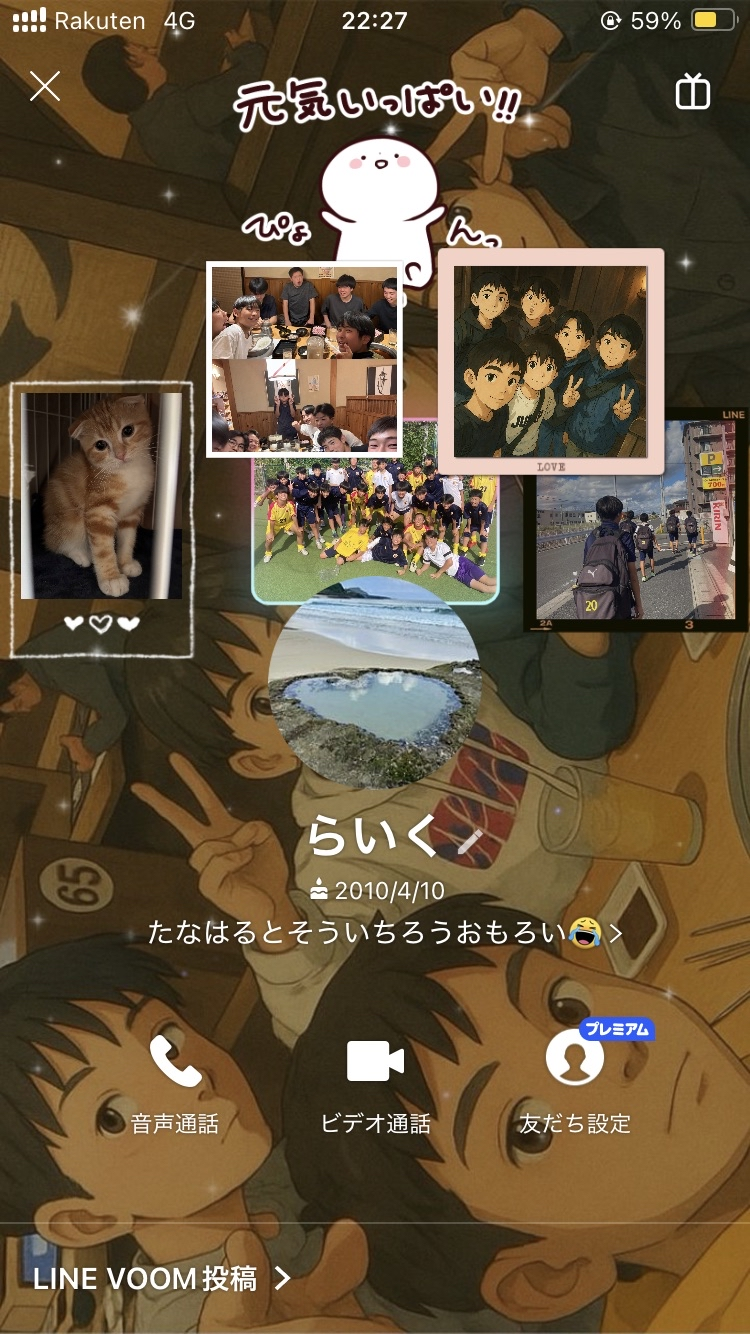 Rakuten 4G 22:27 59%
元気いっぱい!!
ぴょ んっ
LOVE
LINE
P
700
KIRIN
20
2A 3
らいく
2010/4/10
たなはるとそういちろうおもろい😭 >
65
プレミアム
音声通話 ビデオ通話 友だち設定
LINE VOOM投稿 >